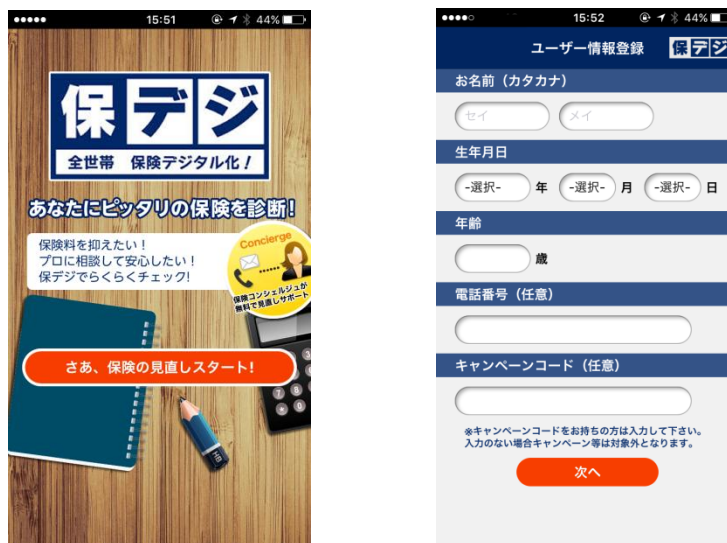 15:51
44%
保デジ
全世帯 保険デジタル化!
あなたにピッタリの保険を診断!
保険料を抑えたい!
プロに相談して安心したい!
保デジでらくらくチェック!
Concierge
保険コンシェルジュが
無料で見直しサポート
さあ、保険の見直しスタート!
HB
15:52
44%
ユーザー情報登録
保デジ
お名前(カタカナ)
セイ メイ
生年月日
-選択- 年 -選択- 月 -選択- 日
年齢
歳
電話番号(任意)
キャンペーンコード(任意)
※キャンペーンコードをお持ちの方は入力して下さい。
入力のない場合キャンペーン等は対象外となります。
次へ